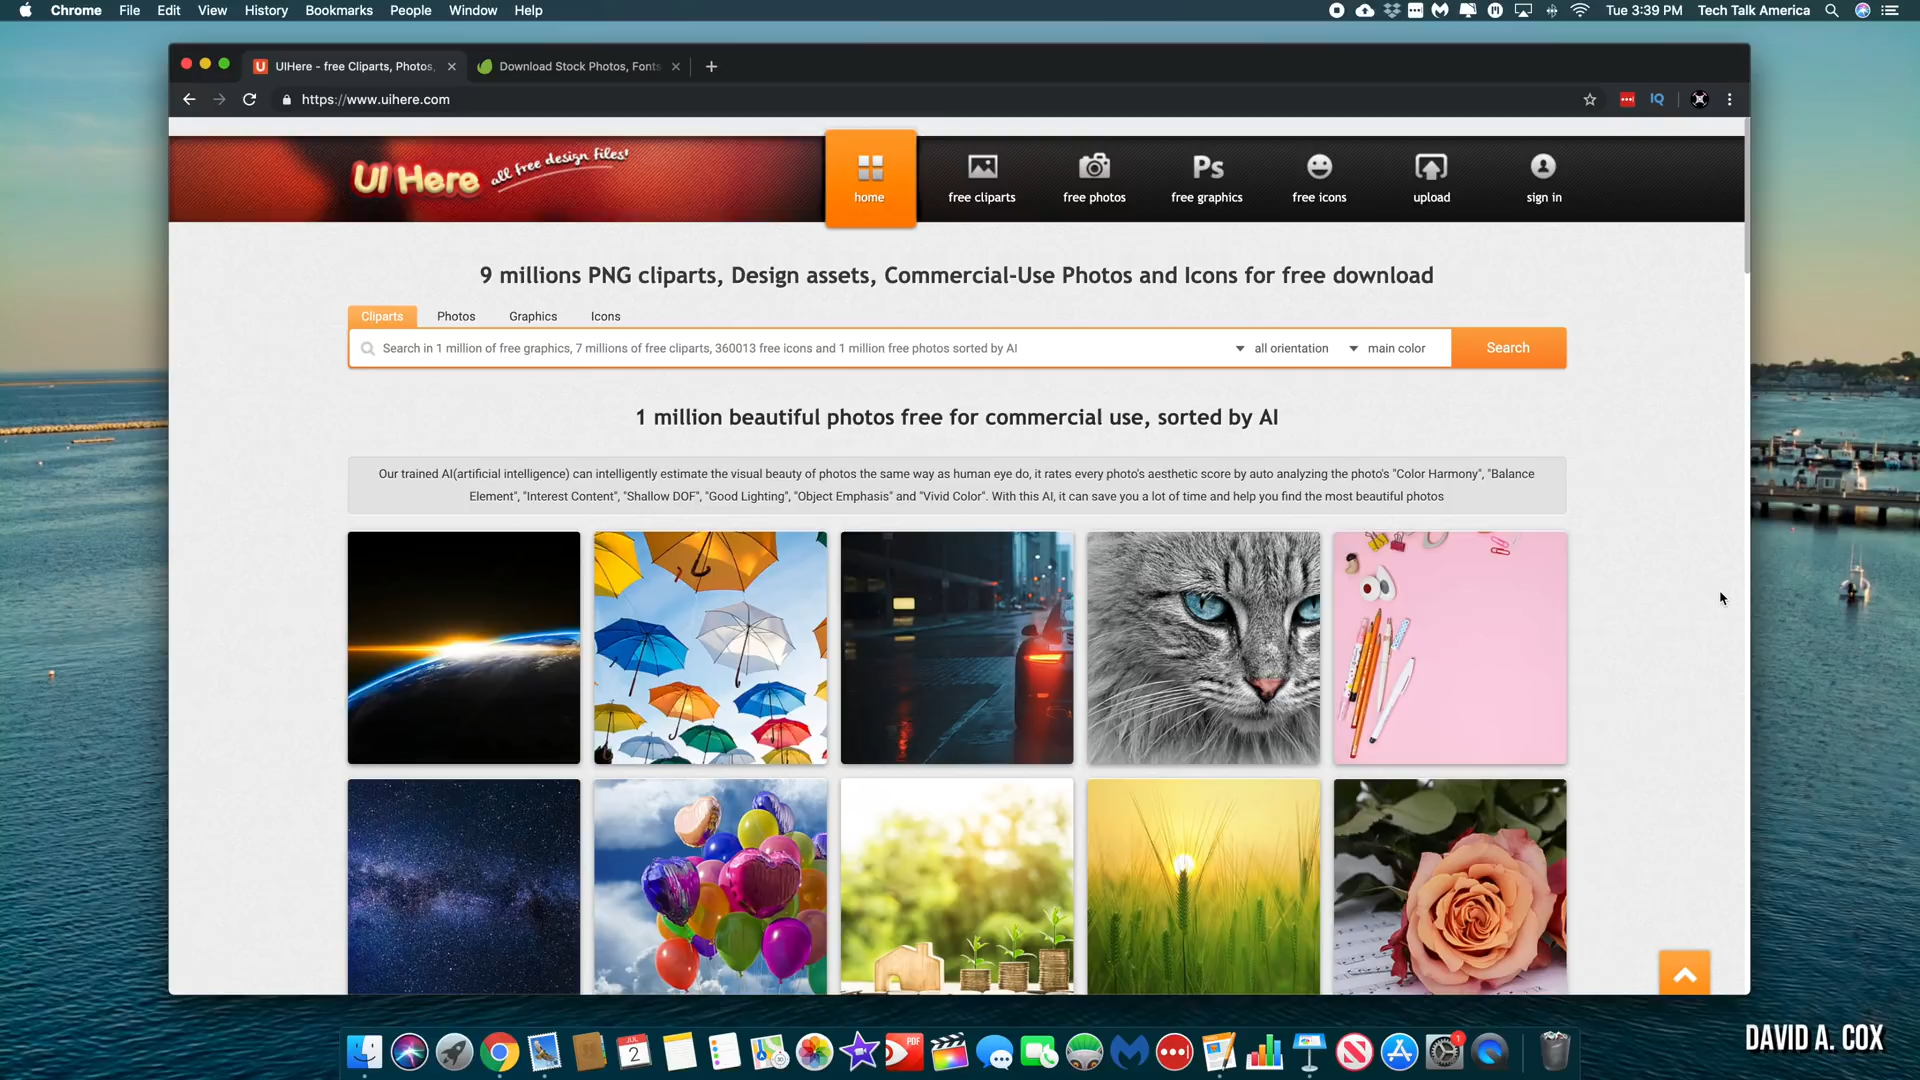 Chrome File Edit View History Bookmarks People Window Help
Tue 3:39 PM Tech Talk America
UIHere - free Cliparts, Photos,
Download Stock Photos, Fonts
https://www.uihere.com
IQ
UI Here all free design files!
Ps
home free cliparts free photos free graphics free icons upload sign in
9 millions PNG cliparts, Design assets, Commercial-Use Photos and Icons for free download
Cliparts Photos Graphics Icons
Search in 1 million of free graphics, 7 millions of free cliparts, 360013 free icons and 1 million free photos sorted by AI
all orientation main color Search
1 million beautiful photos free for commercial use, sorted by AI
Our trained AI(artificial intelligence) can intelligently estimate the visual beauty of photos the same way as human eye do, it rates every photo's aesthetic score by auto analyzing the photo's "Color Harmony", "Balance
Element", "Interest Content", "Shallow DOF", "Good Lighting", "Object Emphasis" and "Vivid Color". With this AI, it can save you a lot of time and help you find the most beautiful photos
JUL
2
PDF
1
DAVID A. COX